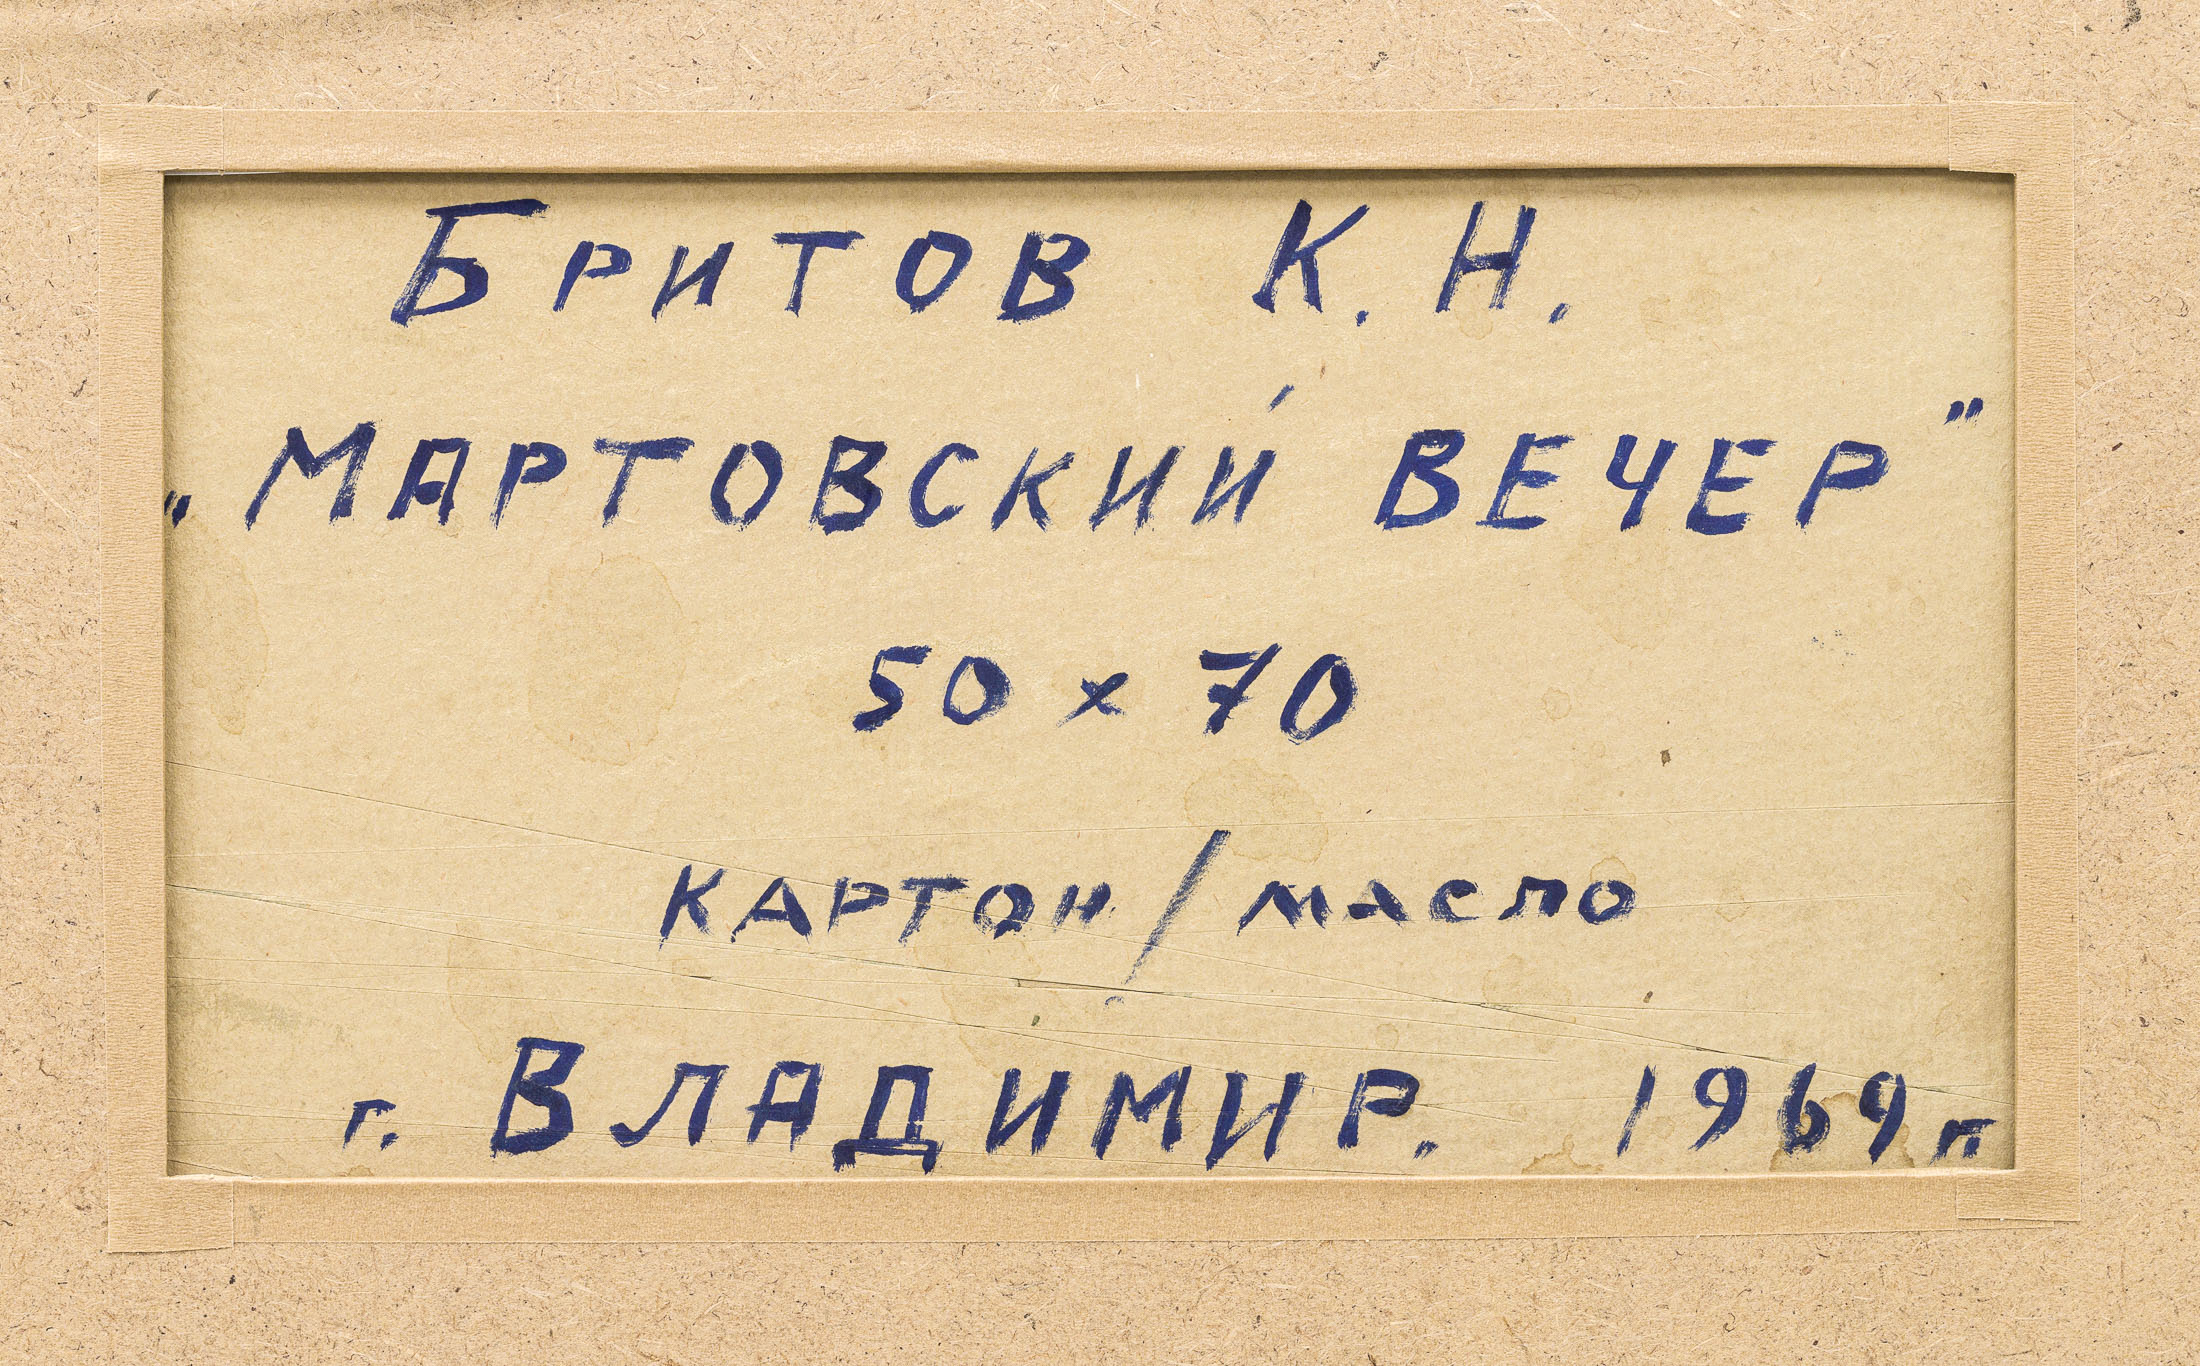 Бритов К. Н.
„Мартовский вечер"
50 x 70
картон / масло
г. Владимир. 1969 г